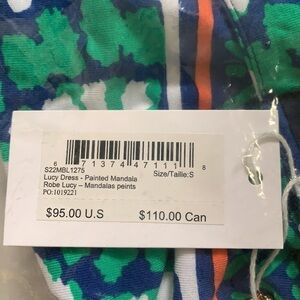 6 71374 47111 8
S22MBL1275
Lucy Dress - Painted Mandala Size/Taille:S
Robe Lucy – Mandalas peints
PO:1019221
$95.00 U.S $110.00 Can